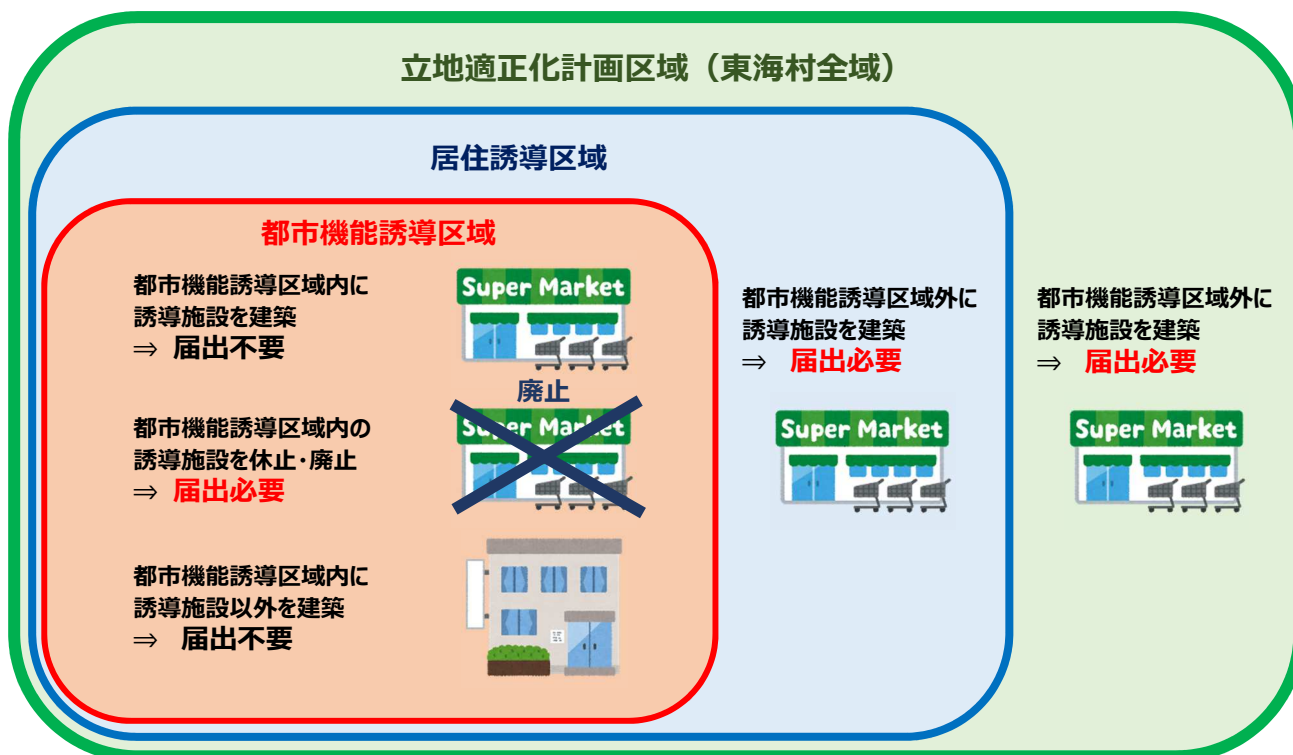 立地適正化計画区域（東海村全域）
居住誘導区域
都市機能誘導区域
都市機能誘導区域内に
誘導施設を建築
⇒ 届出不要
Super Market
廃止
都市機能誘導区域内の
誘導施設を休止・廃止
⇒ 届出必要
Super Market
都市機能誘導区域内に
誘導施設以外を建築
⇒ 届出不要
都市機能誘導区域外に
誘導施設を建築
⇒ 届出必要
Super Market
都市機能誘導区域外に
誘導施設を建築
⇒ 届出必要
Super Market